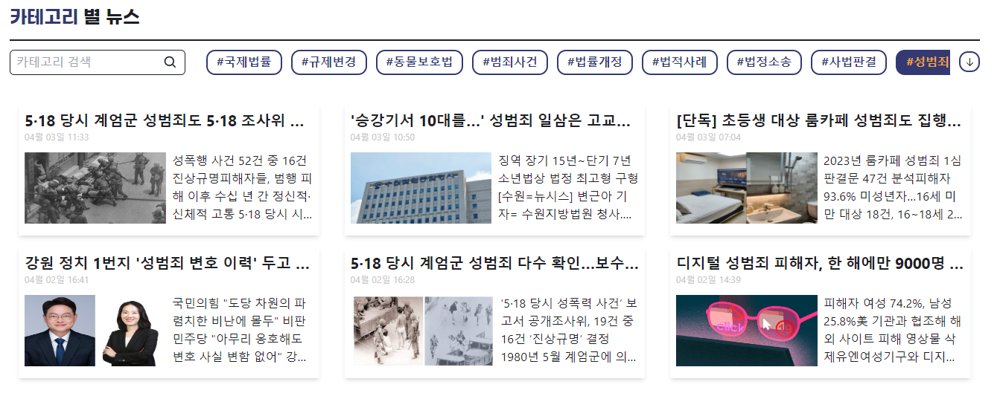 카테고리 별 뉴스
카테고리 검색
#국제법률
#규제변경
#동물보호법
#범죄사건
#법률개정
#법적사례
#법정소송
#사법판결
#성범죄
5·18 당시 계엄군 성범죄도 5·18 조사위 ...
04월 03일 11:33
성폭행 사건 52건 중 16건
진상규명피해자들, 범행 피
해 이후 수십 년 간 정신적·
신체적 고통 5·18 당시 시...
'승강기서 10대를...' 성범죄 일삼은 고교...
04월 03일 10:50
징역 장기 15년~단기 7년
소년법상 법정 최고형 구형
[수원=뉴시스] 변근아 기
자= 수원지방법원 청사....
[단독] 초등생 대상 룸카페 성범죄도 집행...
04월 03일 07:04
2023년 룸카페 성범죄 1심
판결문 47건 분석피해자
93.6% 미성년자…16세 미
만 대상 18건, 16~18세 2...
강원 정치 1번지 '성범죄 변호 이력' 두고 ...
04월 02일 16:41
국민의힘 "도당 차원의 파
렴치한 비난에 몰두" 비판
민주당 "아무리 옹호해도
변호 사실 변함 없어" 강...
5·18 당시 계엄군 성범죄 다수 확인…보수...
04월 02일 16:28
‘5·18 당시 성폭력 사건’ 보
고서 공개조사위, 19건 중
16건 ‘진상규명’ 결정
1980년 5월 계엄군에 의...
디지털 성범죄 피해자, 한 해에만 9000명 ...
04월 02일 14:39
Click
19
피해자 여성 74.2%, 남성
25.8%美 기관과 협조해 해
외 사이트 피해 영상물 삭
제유엔여성기구와 디지...